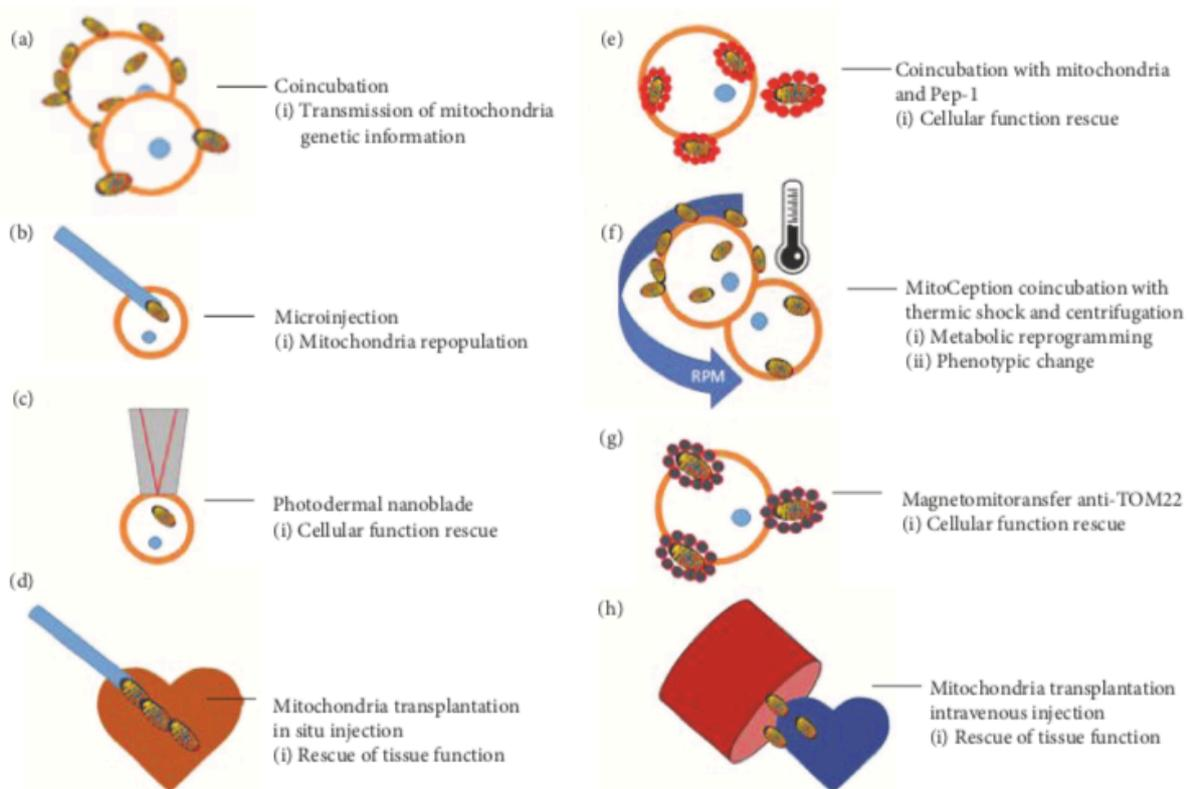 (a)
Coincubation
(i) Transmission of mitochondria
genetic information
(b)
Microinjection
(i) Mitochondria repopulation
(c)
Photodermal nanoblade
(i) Cellular function rescue
(d)
Mitochondria transplantation
in situ injection
(i) Rescue of tissue function
(e)
Coincubation with mitochondria
and Pep-1
(i) Cellular function rescue
(f)
RPM
MitoCeption coincubation with
thermic shock and centrifugation
(i) Metabolic reprogramming
(ii) Phenotypic change
(g)
Magnetomitoransfer anti-TOM22
(i) Cellular function rescue
(h)
Mitochondria transplantation
intravenous injection
(i) Rescue of tissue function